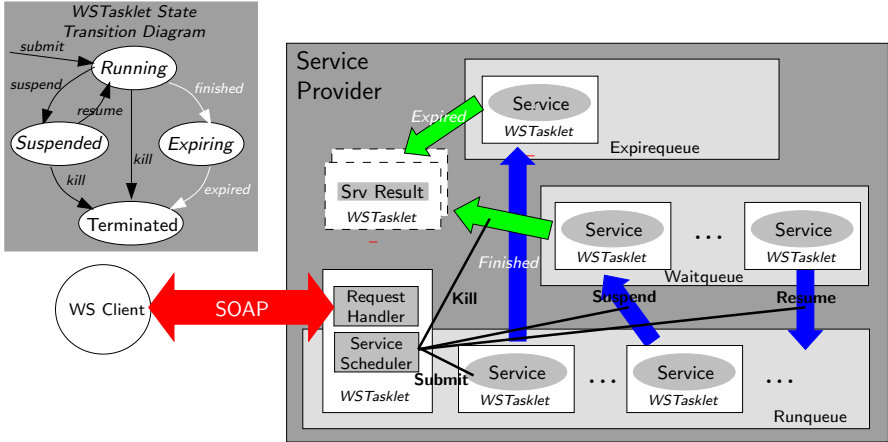 WSTasklet State
Transition Diagram
submit
Running
suspend
finished
resume
Suspended
Expiring
kill
kill
expired
Terminated
Service
Provider
Service
WSTasklet
Expirequeue
Expired
Srv Result
WSTasklet
Service
WSTasklet
...
Service
WSTasklet
Waitqueue
Finished
Kill
Suspend
Resume
WS Client
SOAP
Request
Handler
Service
Scheduler
WSTasklet
Submit
Service
WSTasklet
...
Service
WSTasklet
...
Runqueue